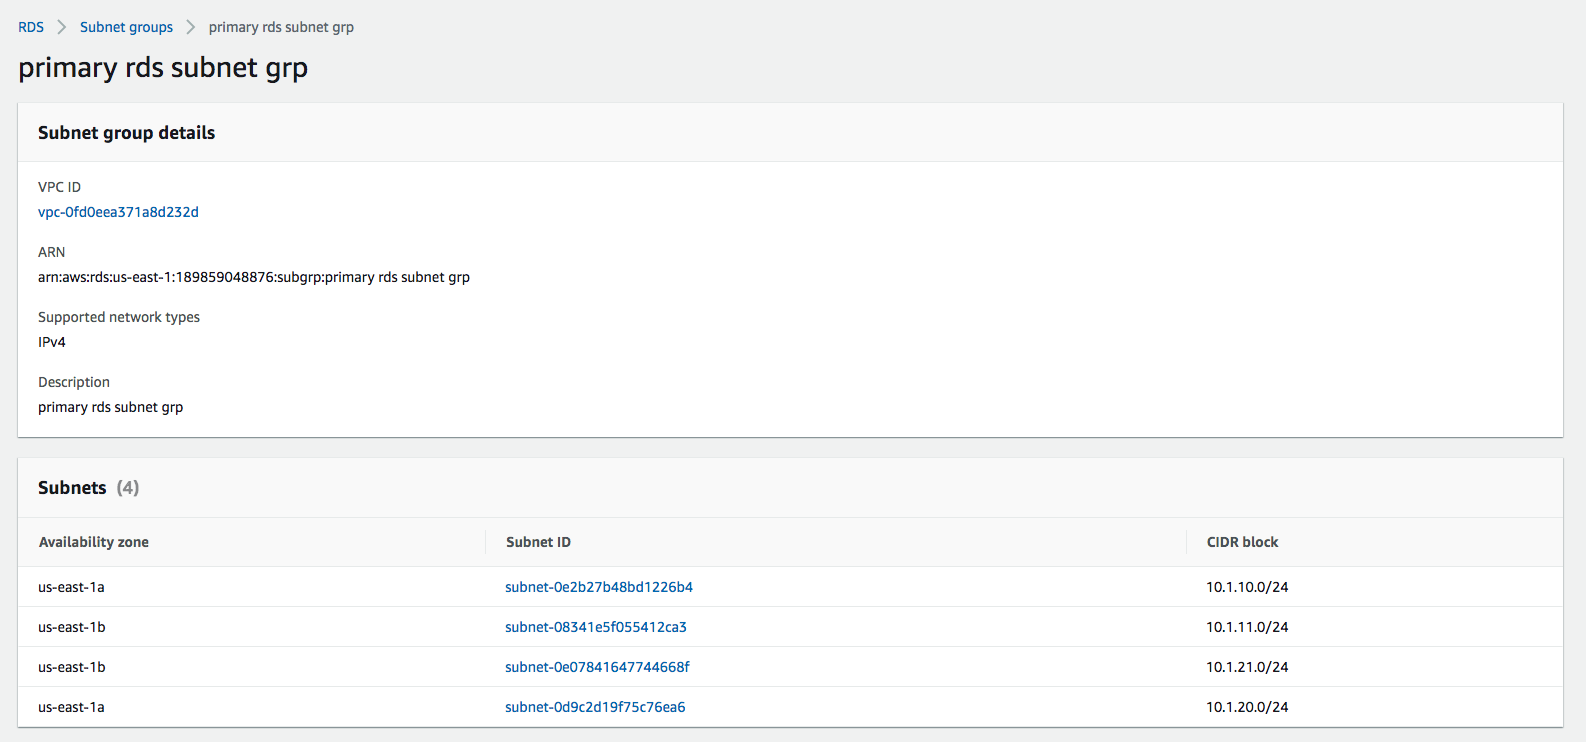 RDS > Subnet groups > primary rds subnet grp
primary rds subnet grp
Subnet group details
VPC ID
vpc-0fd0eea371a8d232d
ARN
arn:aws:rds:us-east-1:189859048876:subgrp:primary rds subnet grp
Supported network types
IPv4
Description
primary rds subnet grp
Subnets (4)
Availability zone Subnet ID CIDR block
us-east-1a subnet-0e2b27b48bd1226b4 10.1.10.0/24
us-east-1b subnet-08341e5f055412ca3 10.1.11.0/24
us-east-1b subnet-0e07841647744668f 10.1.21.0/24
us-east-1a subnet-0d9c2d19f75c76ea6 10.1.20.0/24